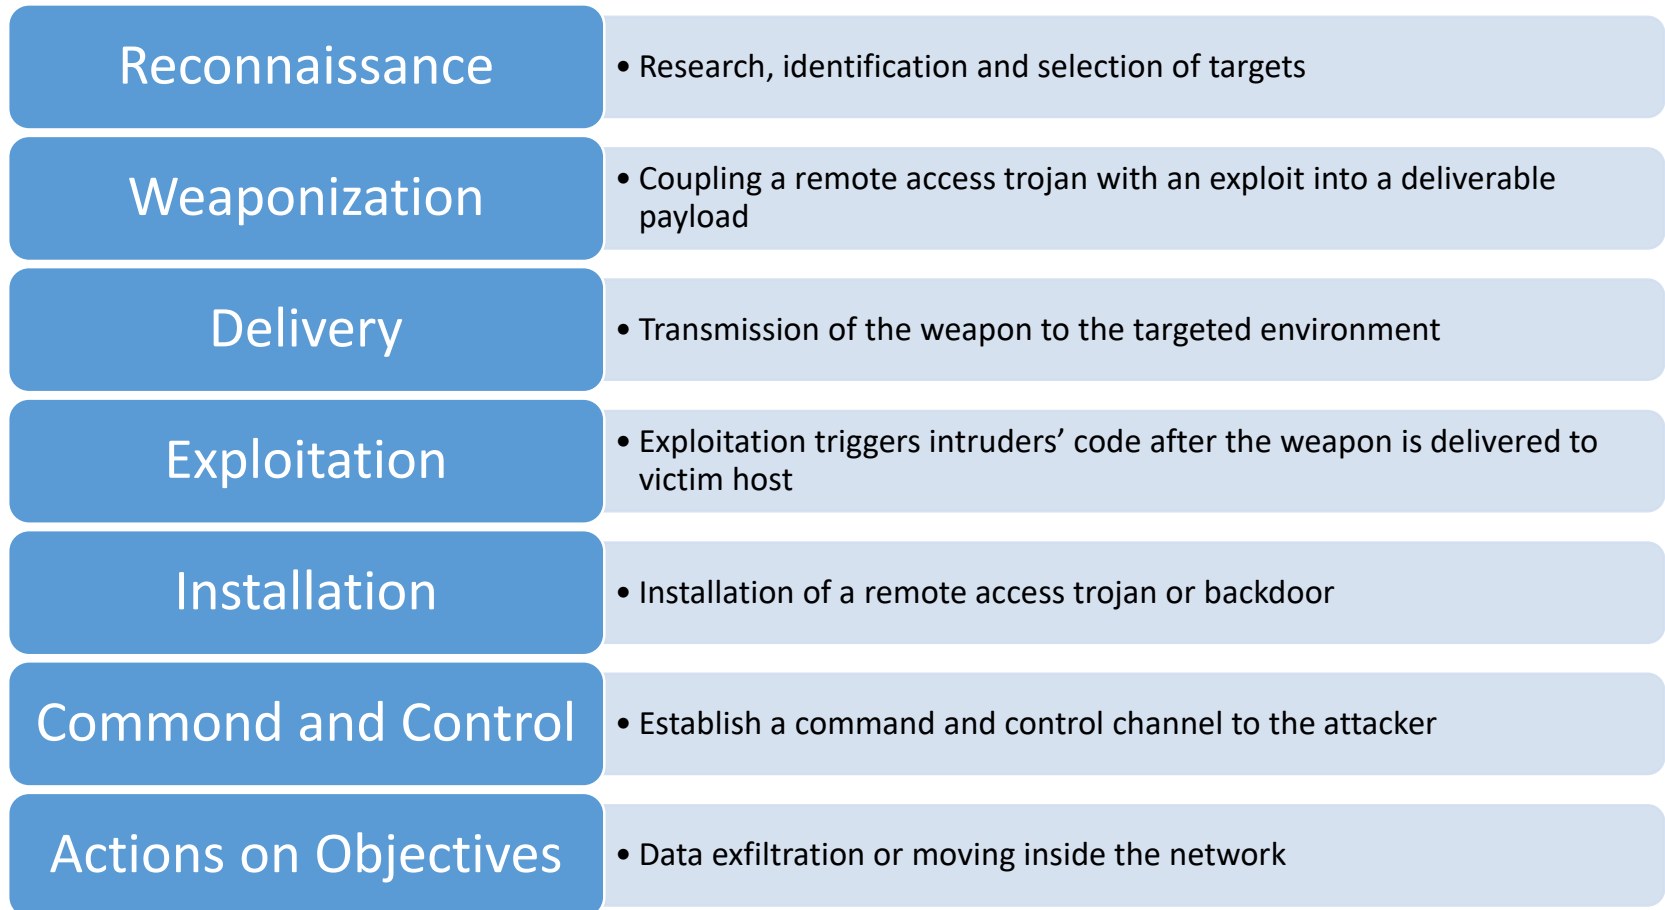 Reconnaissance
• Research, identification and selection of targets
Weaponization
• Coupling a remote access trojan with an exploit into a deliverable
payload
Delivery
• Transmission of the weapon to the targeted environment
Exploitation
• Exploitation triggers intruders’ code after the weapon is delivered to
victim host
Installation
• Installation of a remote access trojan or backdoor
Commond and Control
• Establish a command and control channel to the attacker
Actions on Objectives
• Data exfiltration or moving inside the network